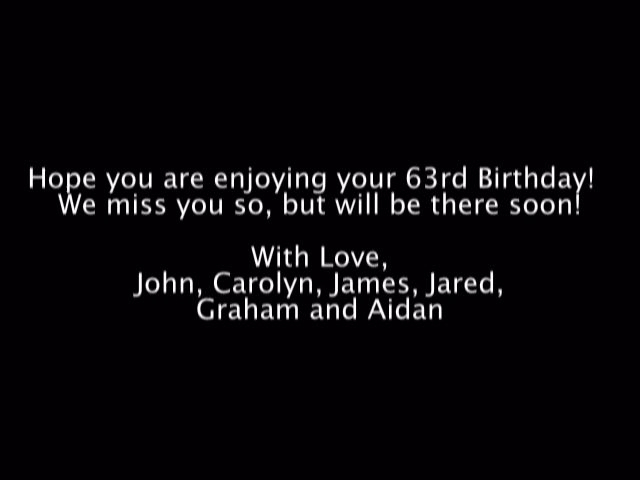 Hope you are enjoying your 63rd Birthday!
We miss you so, but will be there soon!
With Love,
John, Carolyn, James, Jared,
Graham and Aidan